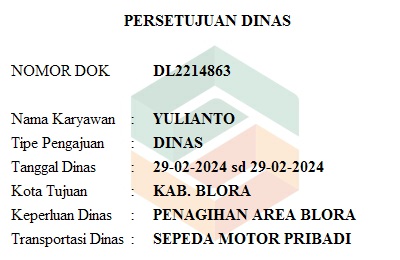 PERSETUJUAN DINAS
NOMOR DOK DL2214863
Nama Karyawan : YULIANTO
Tipe Pengajuan : DINAS
Tanggal Dinas : 29-02-2024 sd 29-02-2024
Kota Tujuan : KAB. BLORA
Keperluan Dinas : PENAGIHAN AREA BLORA
Transportasi Dinas : SEPEDA MOTOR PRIBADI